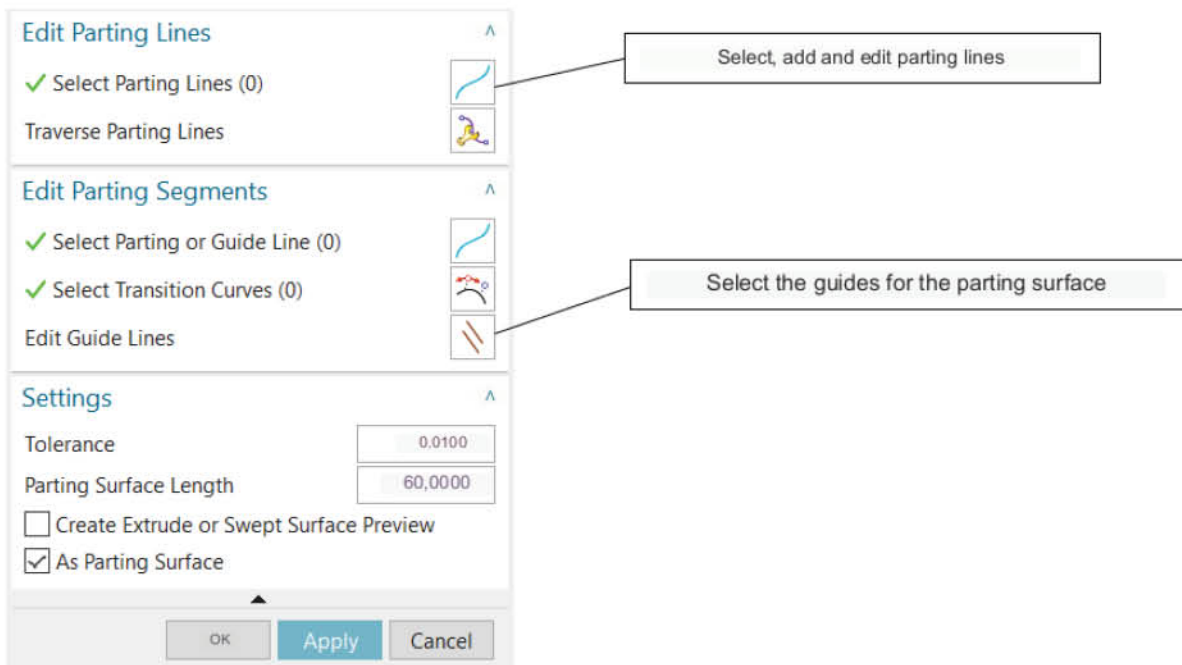 Edit Parting Lines
Select Parting Lines (0)
Traverse Parting Lines
Edit Parting Segments
Select Parting or Guide Line (0)
Select Transition Curves (0)
Edit Guide Lines
Settings
Tolerance 0.0100
Parting Surface Length 60,0000
Create Extrude or Swept Surface Preview
As Parting Surface
OK Apply Cancel
Select, add and edit parting lines
Select the guides for the parting surface